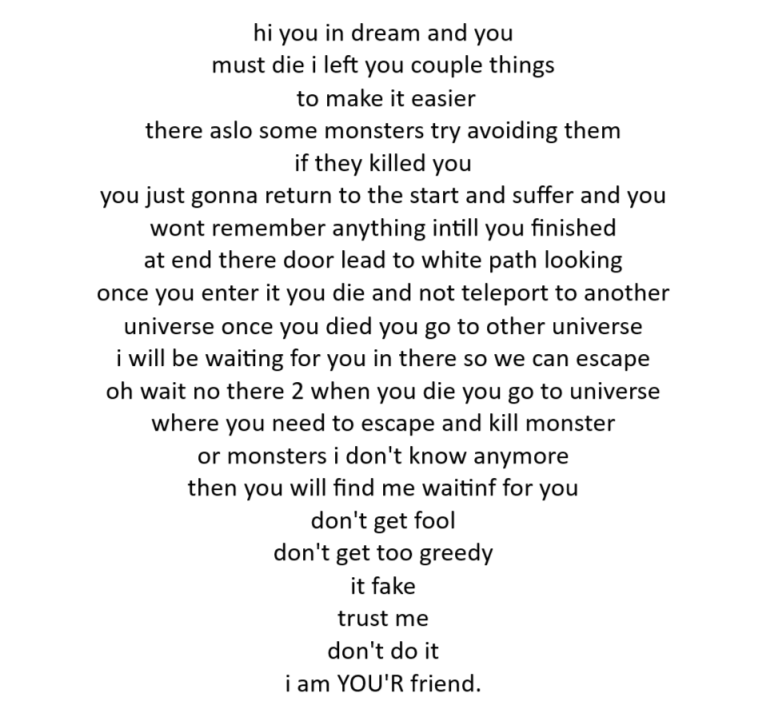 hi you in dream and you
must die i left you couple things
to make it easier
there aslo some monsters try avoiding them
if they killed you
you just gonna return to the start and suffer and you
wont remember anything intill you finished
at end there door lead to white path looking
once you enter it you die and not teleport to another
universe once you died you go to other universe
i will be waiting for you in there so we can escape
oh wait no there 2 when you die you go to universe
where you need to escape and kill monster
or monsters i don't know anymore
then you will find me waitinf for you
don't get fool
don't get too greedy
it fake
trust me
don't do it
i am YOU'R friend.